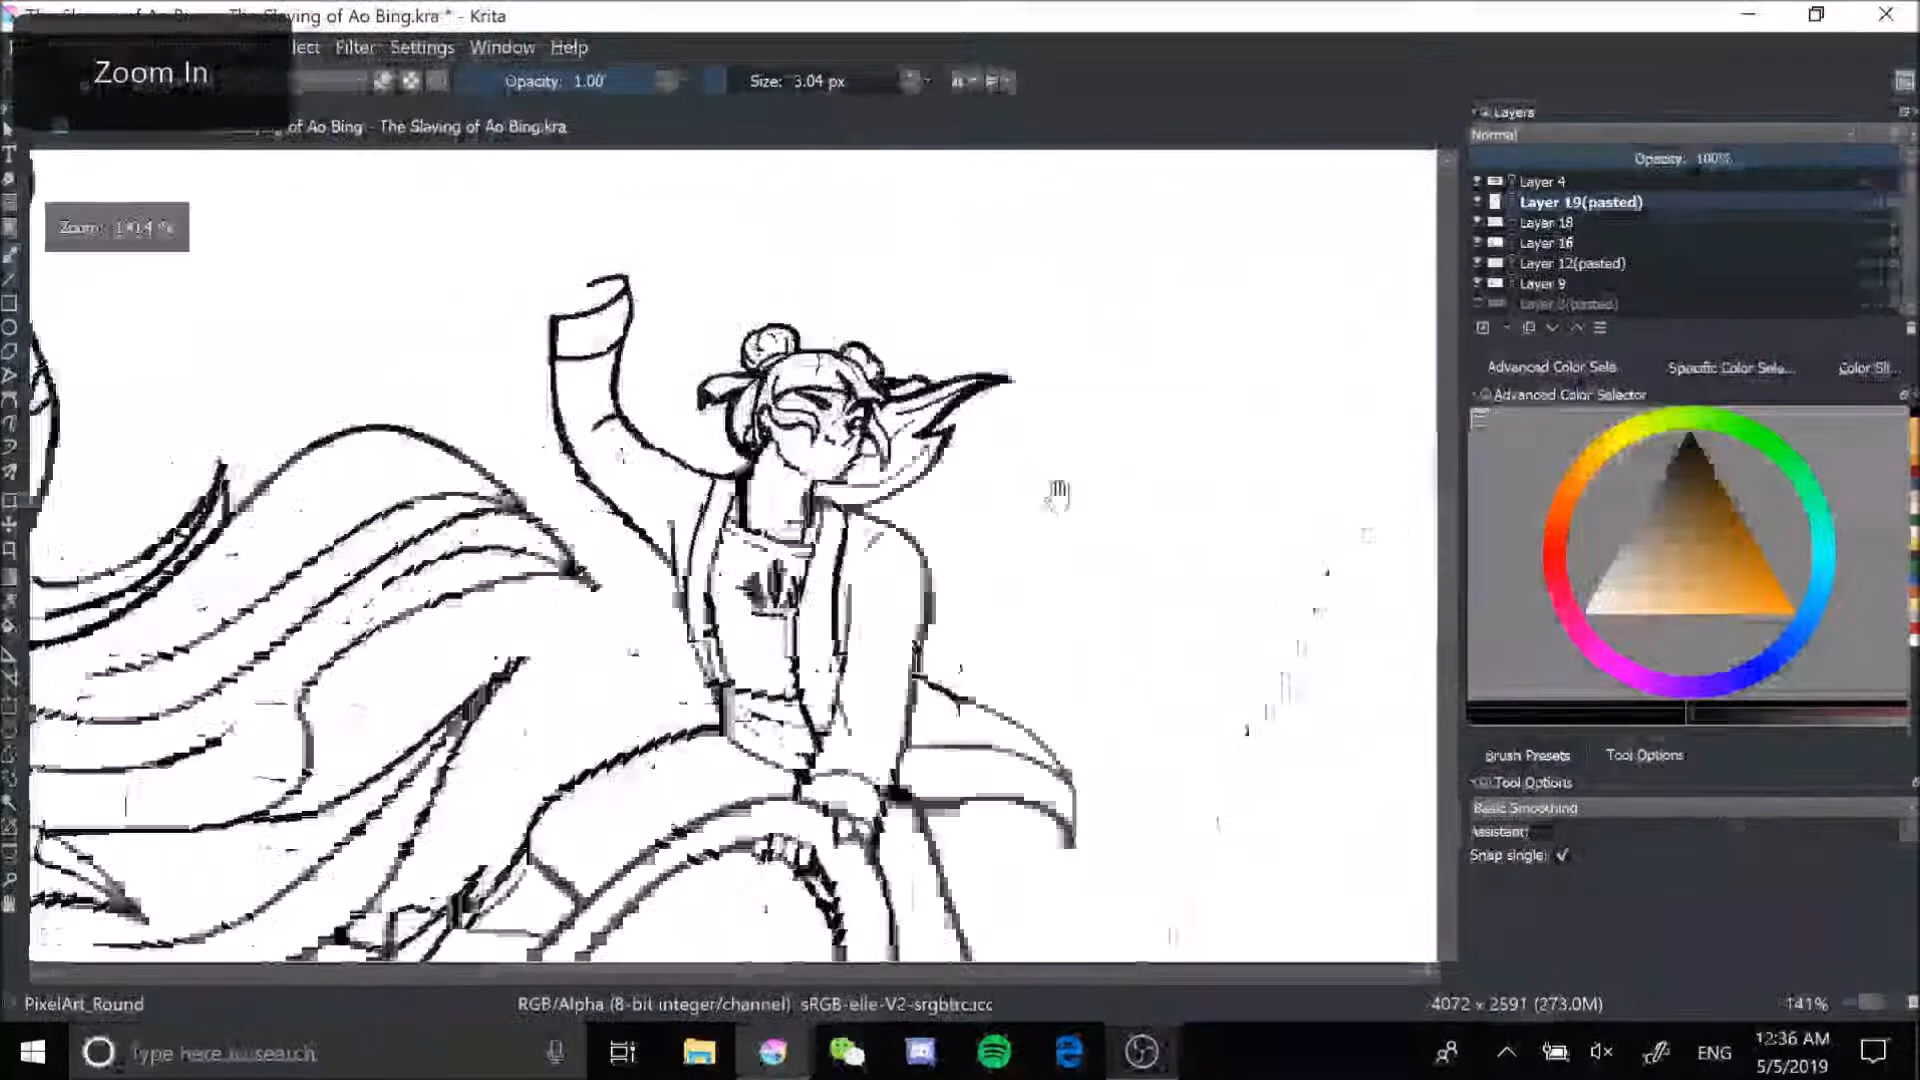 The Slaying of Ao Bing.kra * - Krita
Zoom In
lect Filter Settings Window Help
Opacity: 1.00
Size: 3.04 px
of Ao Bing - The Slaying of Ao Bing.kra
Zoom:
Layers
Normal
Opacity: 100%
Layer 4
Layer 19(pasted)
Layer 18
Layer 16
Layer 12(pasted)
Layer 9
Advanced Color Sele Specific Color Sele... Color Sli...
Advanced Color Selector
Brush Presets Tool Options
Tool Options
Basic Smoothing
Assistant:
Snap single: ✓
PixelArt_Round
RGB/Alpha (8-bit integer/channel) sRGB-elle-V2-srgbtrc.icc
4072 x 2591 (273.0M)
141%
Type here to search
ENG
12:36 AM
5/5/2019